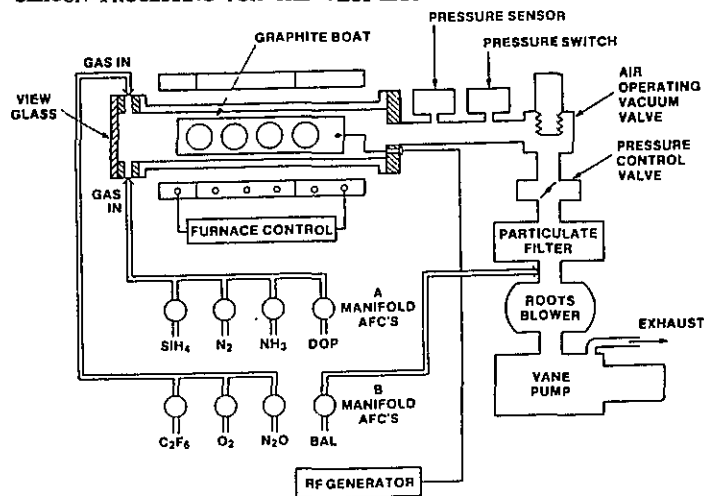 PRESSURE SENSOR
PRESSURE SWITCH
GRAPHITE BOAT
GAS IN
VIEW
GLASS
AIR
OPERATING
VACUUM
VALVE
PRESSURE
CONTROL
VALVE
GAS
IN
FURNACE CONTROL
PARTICULATE
FILTER
A
MANIFOLD
AFC'S
SIH₄ N₂ NH₃ DOP
ROOTS
BLOWER
EXHAUST
VANE
PUMP
B
MANIFOLD
AFC'S
C₂F₆ O₂ N₂O BAL
RF GENERATOR